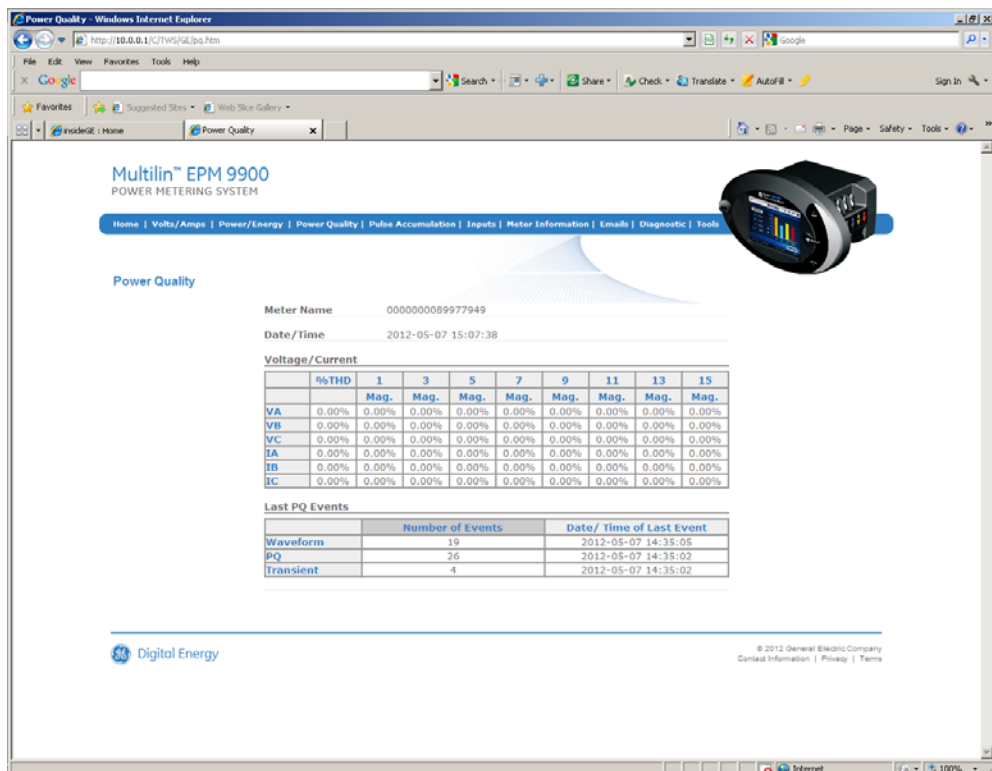 Power Quality - Windows Internet Explorer
http://10.0.0.1/C/TWS/GE/pq.htm
Google
File Edit View Favorites Tools Help
Google Search Share Check Translate AutoFill Sign In
Favorites Suggested Sites Web Slice Gallery
insideGE : Home Power Quality Page Safety Tools
Multilin™ EPM 9900
POWER METERING SYSTEM
Home | Volts/Amps | Power/Energy | Power Quality | Pulse Accumulation | Inputs | Meter Information | Emails | Diagnostic | Tools
Power Quality
Meter Name 0000000089977949
Date/Time 2012-05-07 15:07:38
Voltage/Current
%THD 1 3 5 7 9 11 13 15
Mag. Mag. Mag. Mag. Mag. Mag. Mag. Mag.
VA 0.00% 0.00% 0.00% 0.00% 0.00% 0.00% 0.00% 0.00% 0.00%
VB 0.00% 0.00% 0.00% 0.00% 0.00% 0.00% 0.00% 0.00% 0.00%
VC 0.00% 0.00% 0.00% 0.00% 0.00% 0.00% 0.00% 0.00% 0.00%
IA 0.00% 0.00% 0.00% 0.00% 0.00% 0.00% 0.00% 0.00% 0.00%
IB 0.00% 0.00% 0.00% 0.00% 0.00% 0.00% 0.00% 0.00% 0.00%
IC 0.00% 0.00% 0.00% 0.00% 0.00% 0.00% 0.00% 0.00% 0.00%
Last PQ Events
Number of Events Date/ Time of Last Event
Waveform 19 2012-05-07 14:35:05
PQ 26 2012-05-07 14:35:02
Transient 4 2012-05-07 14:35:02
GE Digital Energy
© 2012 General Electric Company
Contact Information | Privacy | Terms
Internet 100%